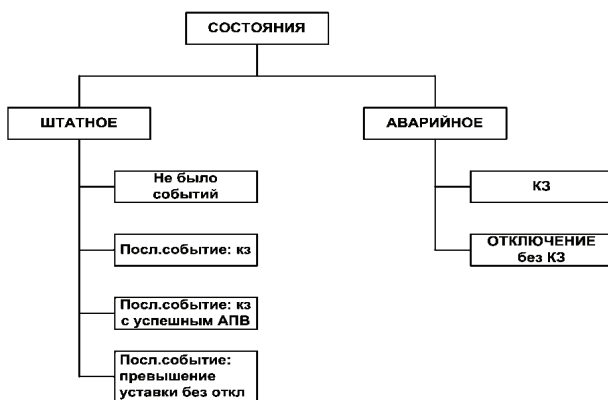 СОСТОЯНИЯ
ШТАТНОЕ
АВАРИЙНОЕ
Не было
событий
Посл.событие: кз
Посл.событие: кз
с успешным АПВ
Посл.событие:
превышение
уставки без откл
КЗ
ОТКЛЮЧЕНИЕ
без КЗ